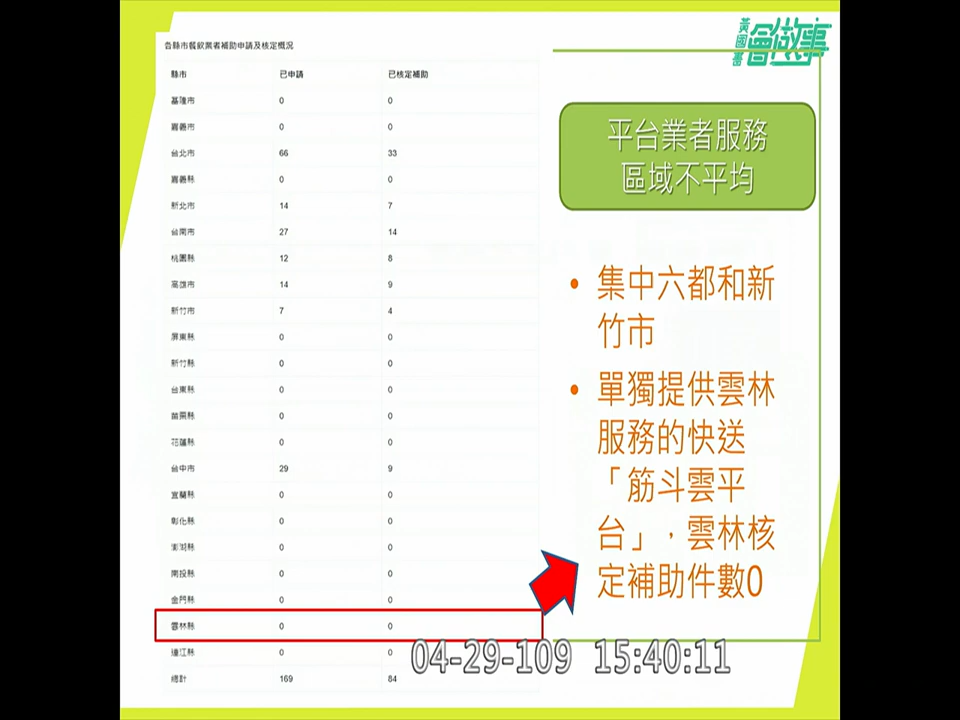 黃國書
會做事
各縣市餐飲業者補助申請及核定概況
縣市 已申請 已核定補助
基隆市 0 0
嘉義市 0 0
台北市 66 33
嘉義縣 0 0
新北市 14 7
台南市 27 14
桃園縣 12 8
高雄市 14 9
新竹市 7 4
屏東縣 0 0
新竹縣 0 0
台東縣 0 0
苗栗縣 0 0
花蓮縣 0 0
台中市 29 9
宜蘭縣 0 0
彰化縣 0 0
澎湖縣 0 0
南投縣 0 0
金門縣 0 0
雲林縣 0 0
連江縣 0 0
總計 169 84
平台業者服務
區域不平均
• 集中六都和新
竹市
• 單獨提供雲林
服務的快送
「筋斗雲平
台」，雲林核
定補助件數0
04-29-109 15:40:11